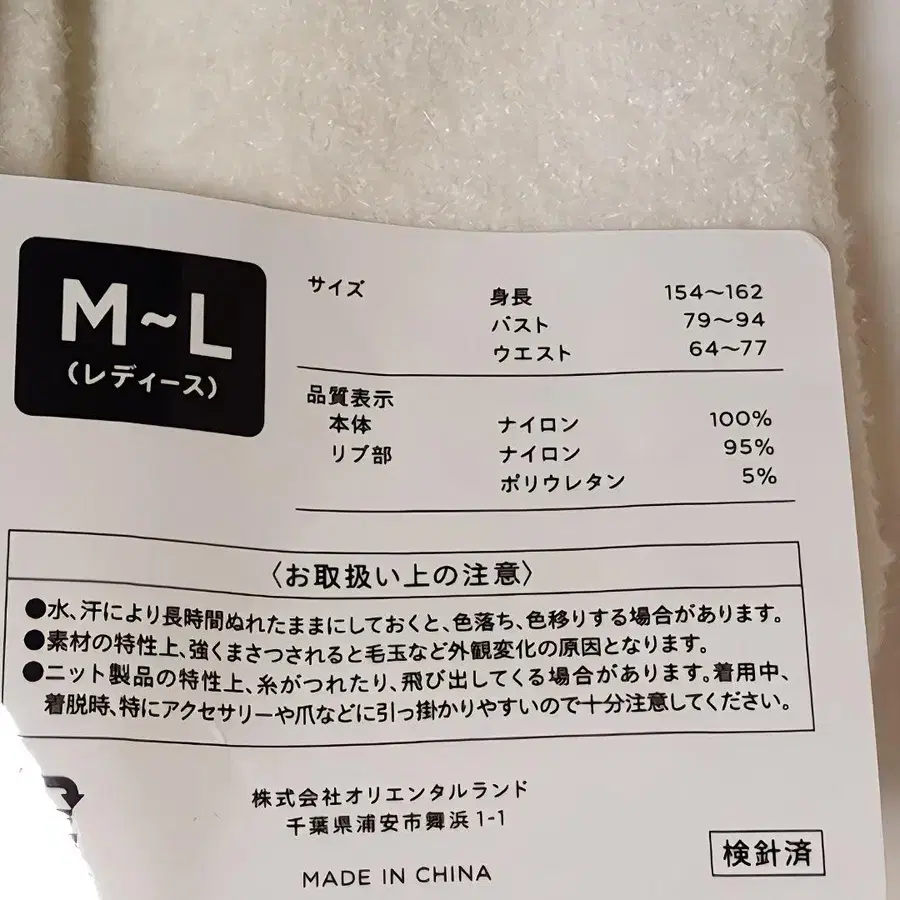 M~L
(レディース)
サイズ 身長 154〜162
バスト 79〜94
ウエスト 64〜77
品質表示
本体 ナイロン 100%
リブ部 ナイロン 95%
ポリウレタン 5%
〈お取扱い上の注意〉
●水、汗により長時間ぬれたままにしておくと、色落ち、色移りする場合があります。
●素材の特性上、強くまさつされると毛玉など外観変化の原因となります。
●ニット製品の特性上、糸がつれたり、飛び出してくる場合があります。着用中、
着脱時、特にアクセサリーや爪などに引っ掛かりやすいので十分注意してください。
株式会社オリエンタルランド
千葉県浦安市舞浜1-1
MADE IN CHINA
検針済